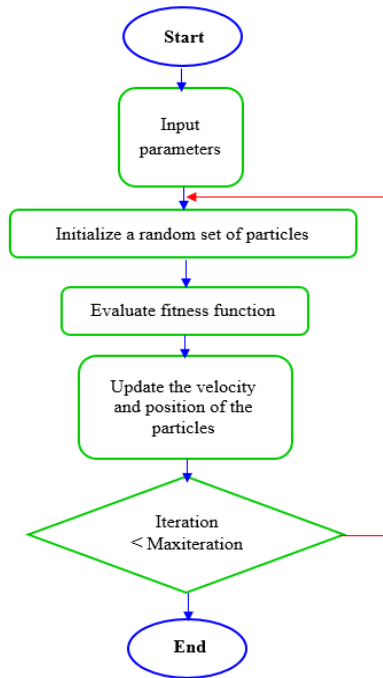 Start
Input
parameters
Initialize a random set of particles
Evaluate fitness function
Update the velocity
and position of the
particles
Iteration
< Maxiteration
End